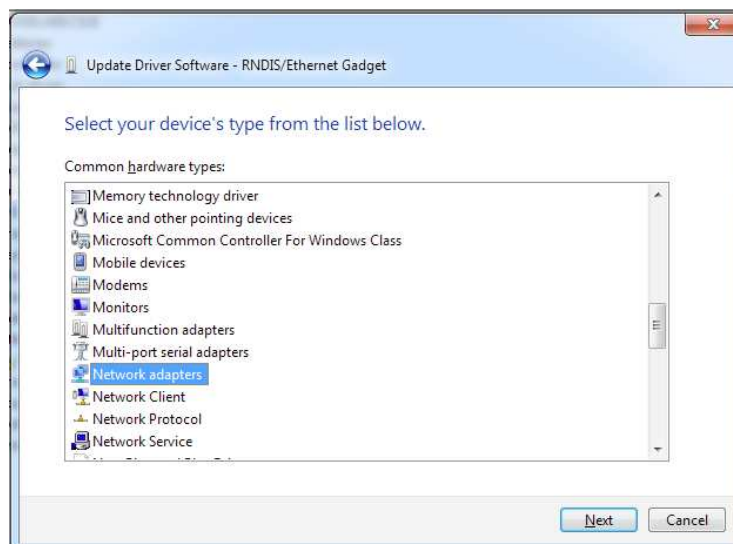 Update Driver Software - RNDIS/Ethernet Gadget
Select your device's type from the list below.
Common hardware types:
Memory technology driver
Mice and other pointing devices
Microsoft Common Controller For Windows Class
Mobile devices
Modems
Monitors
Multifunction adapters
Multi-port serial adapters
Network adapters
Network Client
Network Protocol
Network Service
Next Cancel